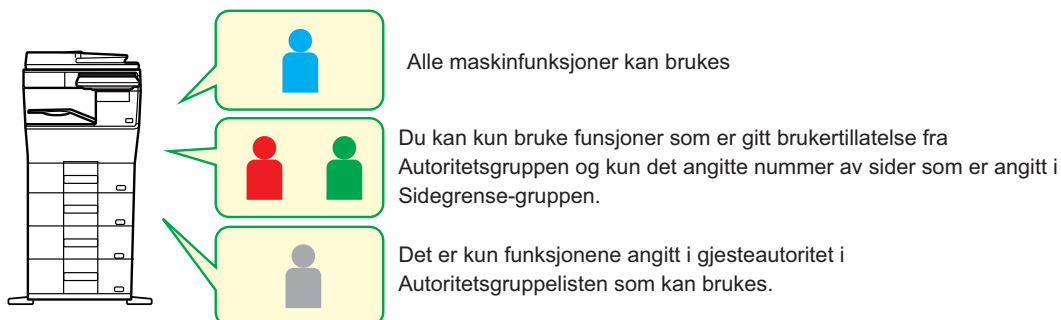 Alle maskinfunksjoner kan brukes
Du kan kun bruke funsjoner som er gitt brukertillatelse fra
Autoritetsgruppen og kun det angitte nummer av sider som er angitt i
Sidegrense-gruppen.
Det er kun funksjonene angitt i gjesteautoritet i
Autoritetsgruppelisten som kan brukes.